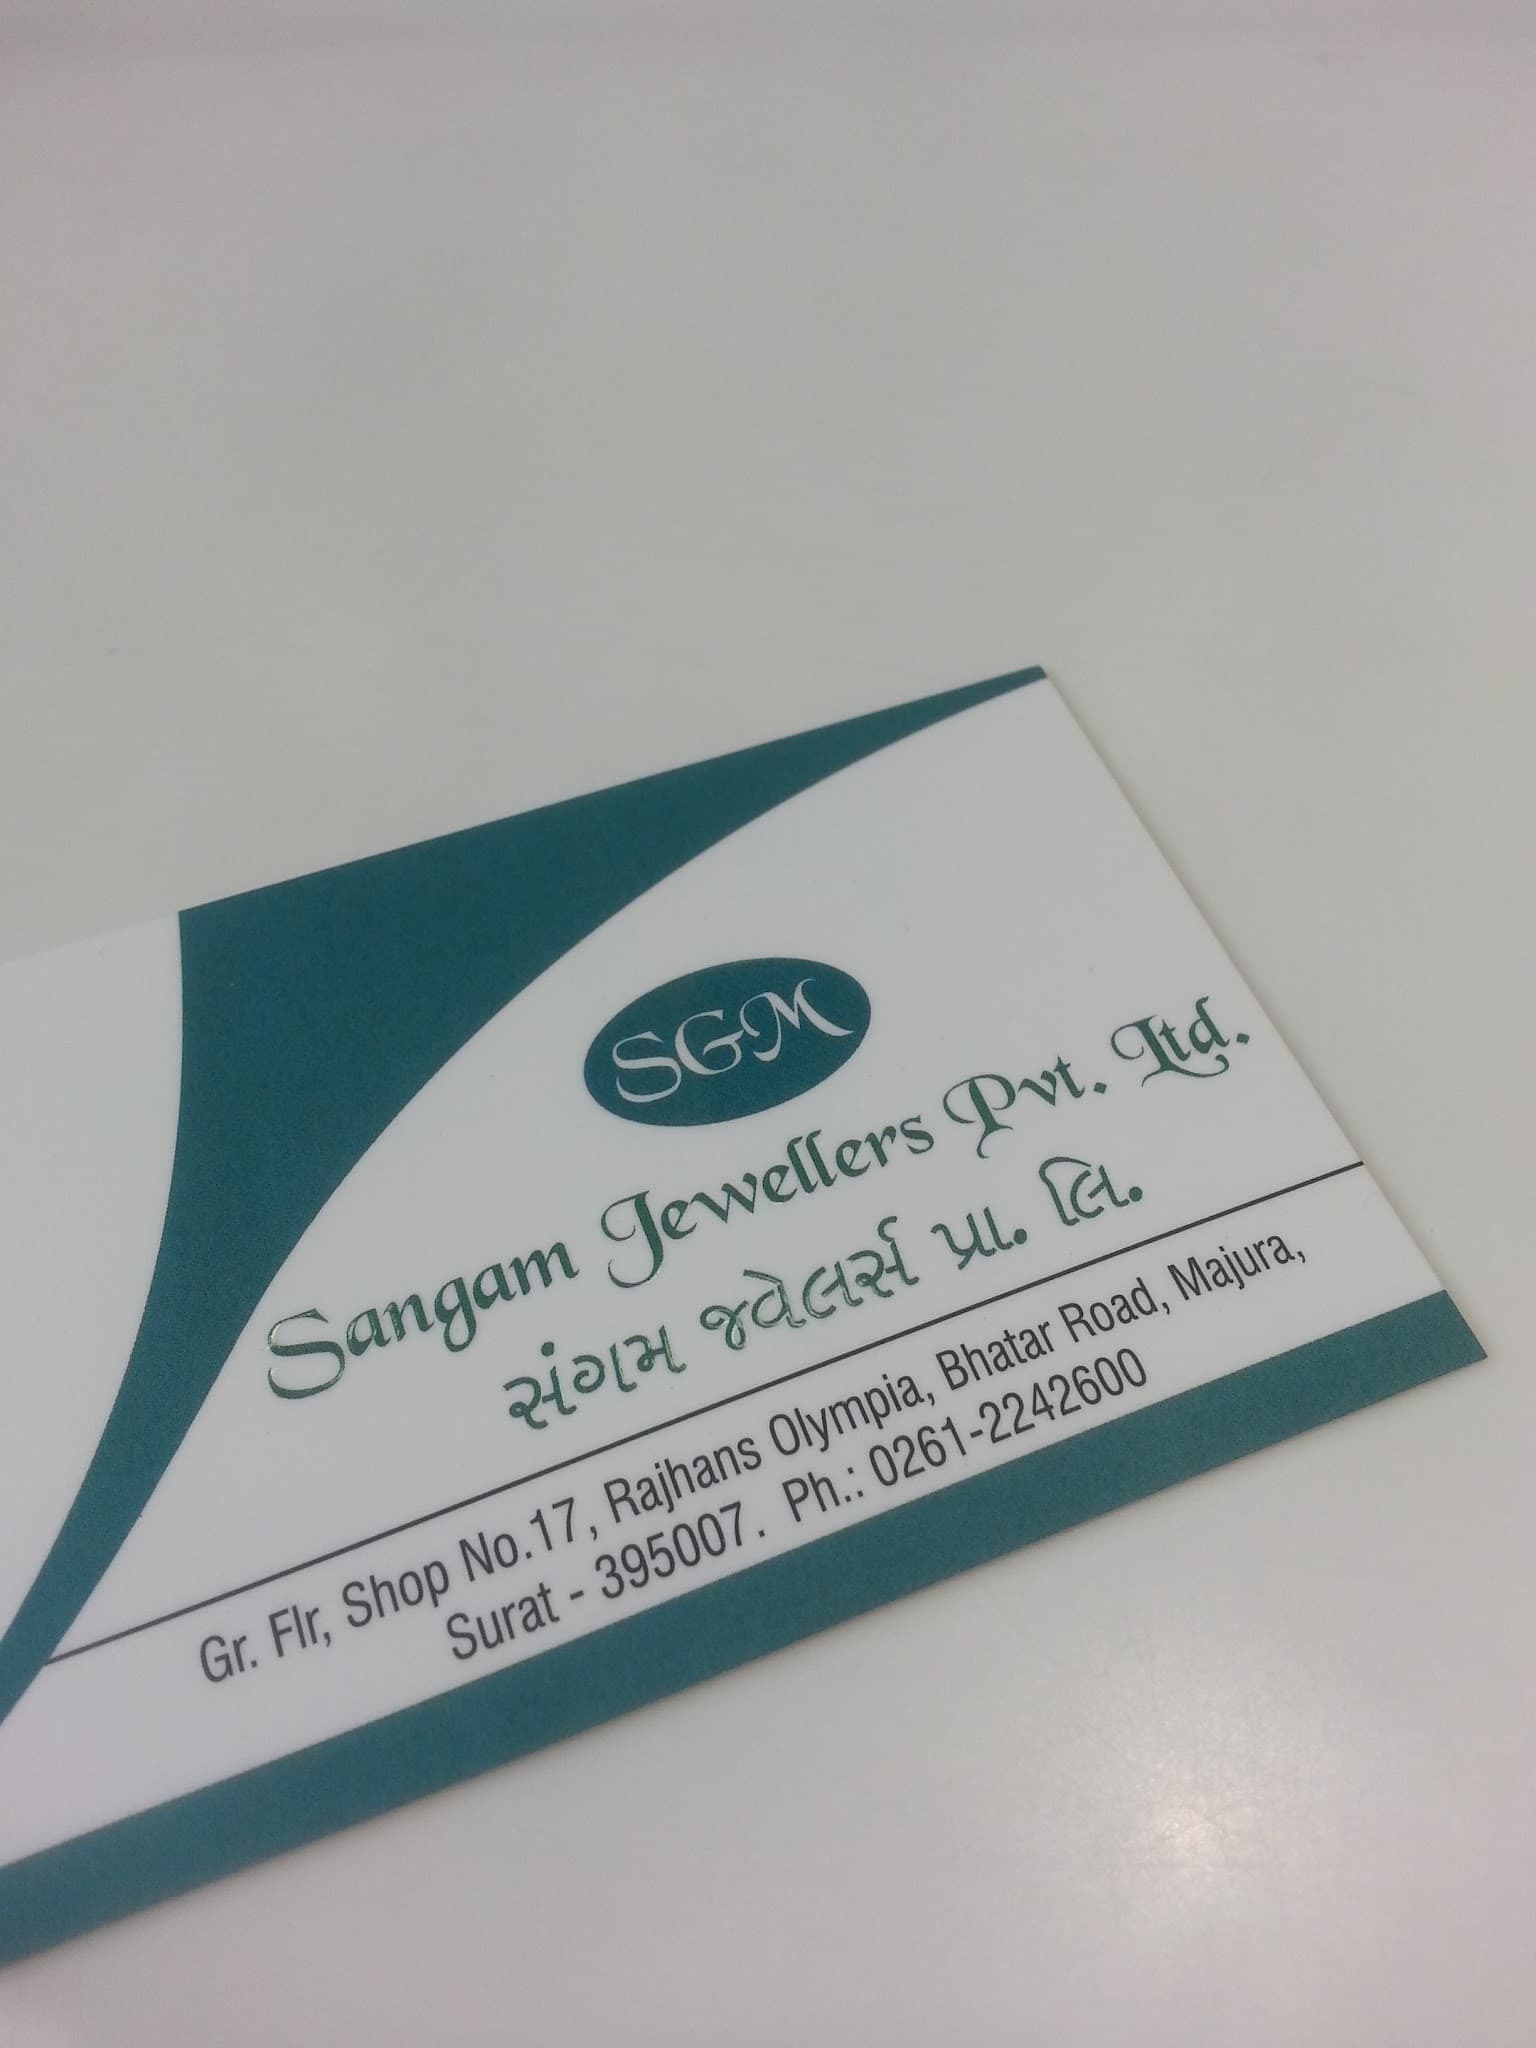 SGM
Sangam Jewellers Pvt. Ltd.
સંગમ જવેલર્સ પ્રા. લિ.
Gr. Flr, Shop No.17, Rajhans Olympia, Bhatar Road, Majura,
Surat - 395007. Ph.: 0261-2242600